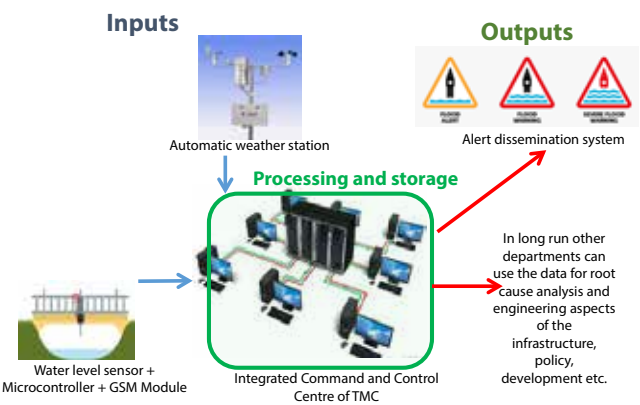 Inputs
Outputs
FLOOD
ALERT
FLOOD
WARNING
SEVERE FLOOD
WARNING
Automatic weather station
Alert dissemination system
Processing and storage
In long run other
departments can
use the data for root
cause analysis and
engineering aspects
of the
infrastructure,
policy,
development etc.
Water level sensor +
Microcontroller + GSM Module
Integrated Command and Control
Centre of TMC